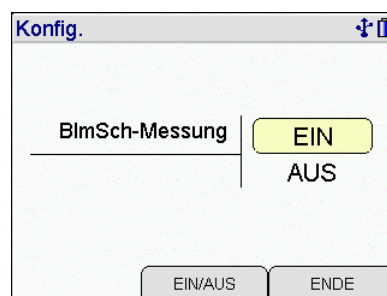 Konfig.
BImSch-Messung
EIN
AUS
EIN/AUS
ENDE